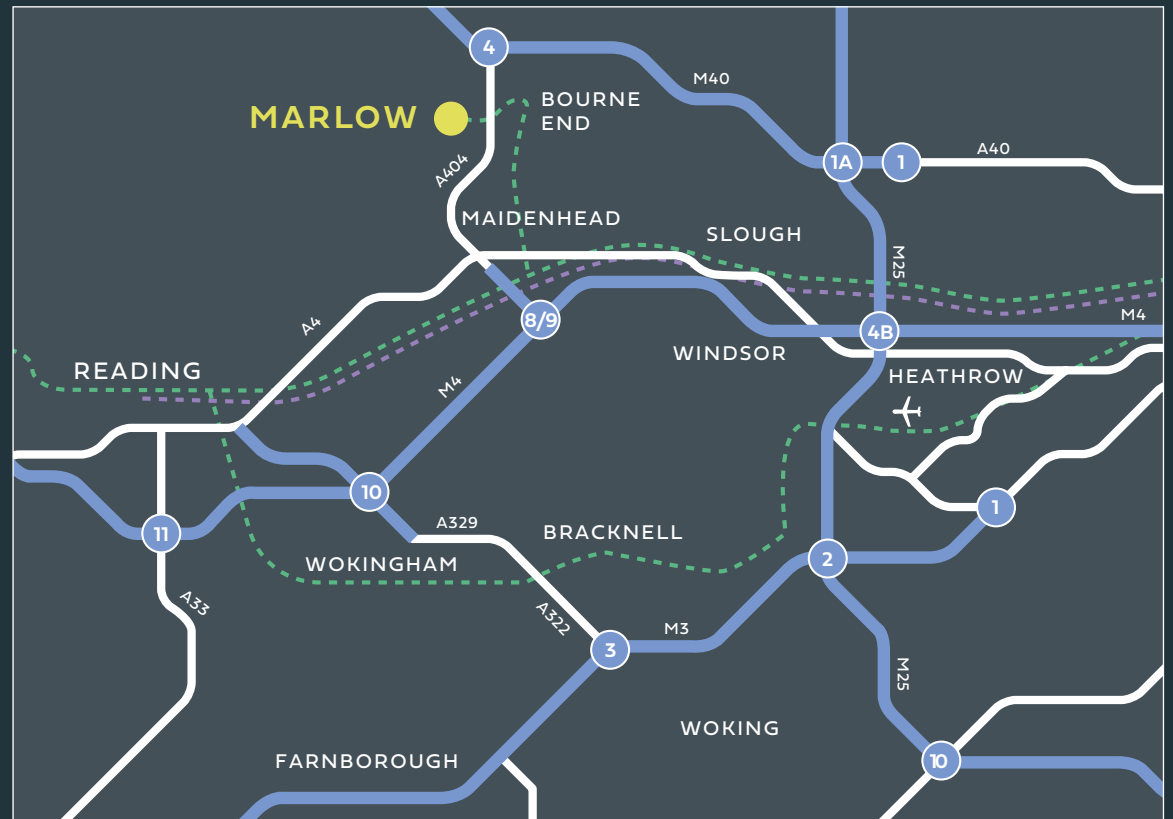 4
M40
BOURNE
END
MARLOW
1A
1
A40
A404
MAIDENHEAD
SLOUGH
M25
M4
8/9
4B
A4
WINDSOR
READING
HEATHROW
M4
10
1
11
A329
BRACKNELL
WOKINGHAM
2
A33
A322
M3
3
M25
WOKING
FARNBOROUGH
10